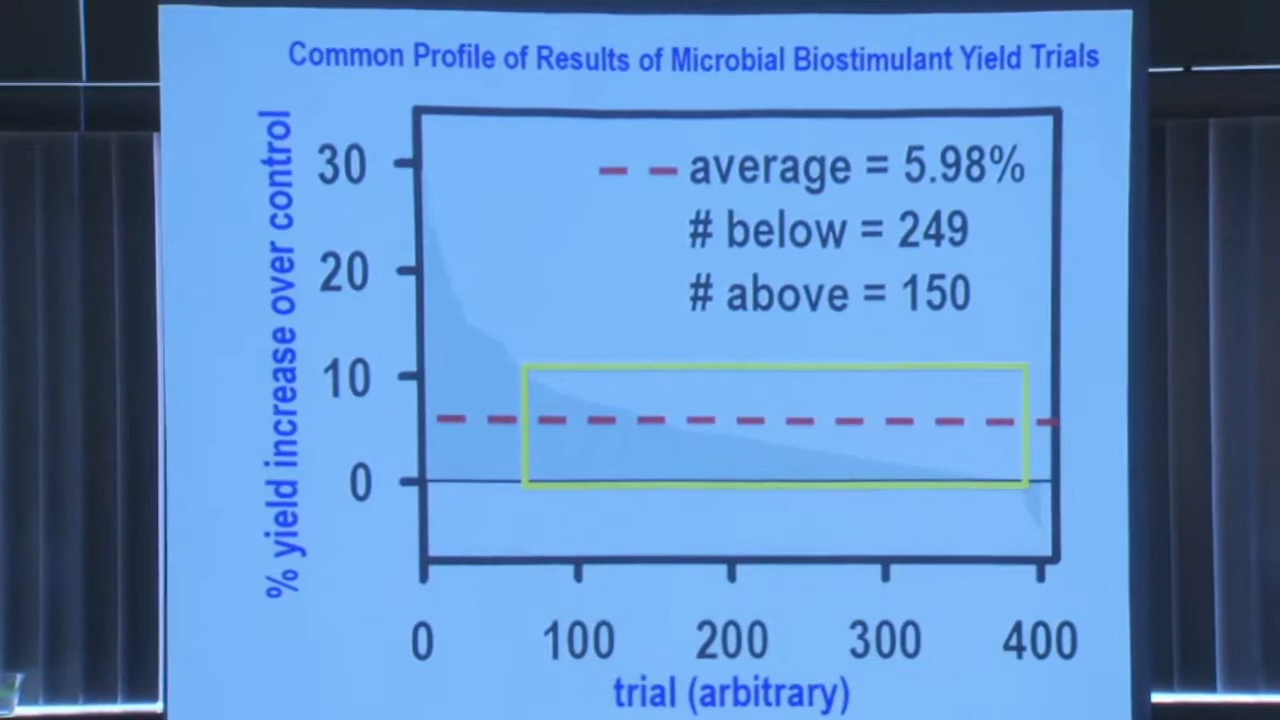 Common Profile of Results of Microbial Biostimulant Yield Trials
% yield increase over control
30
20
10
0
average = 5.98%
# below = 249
# above = 150
0 100 200 300 400
trial (arbitrary)